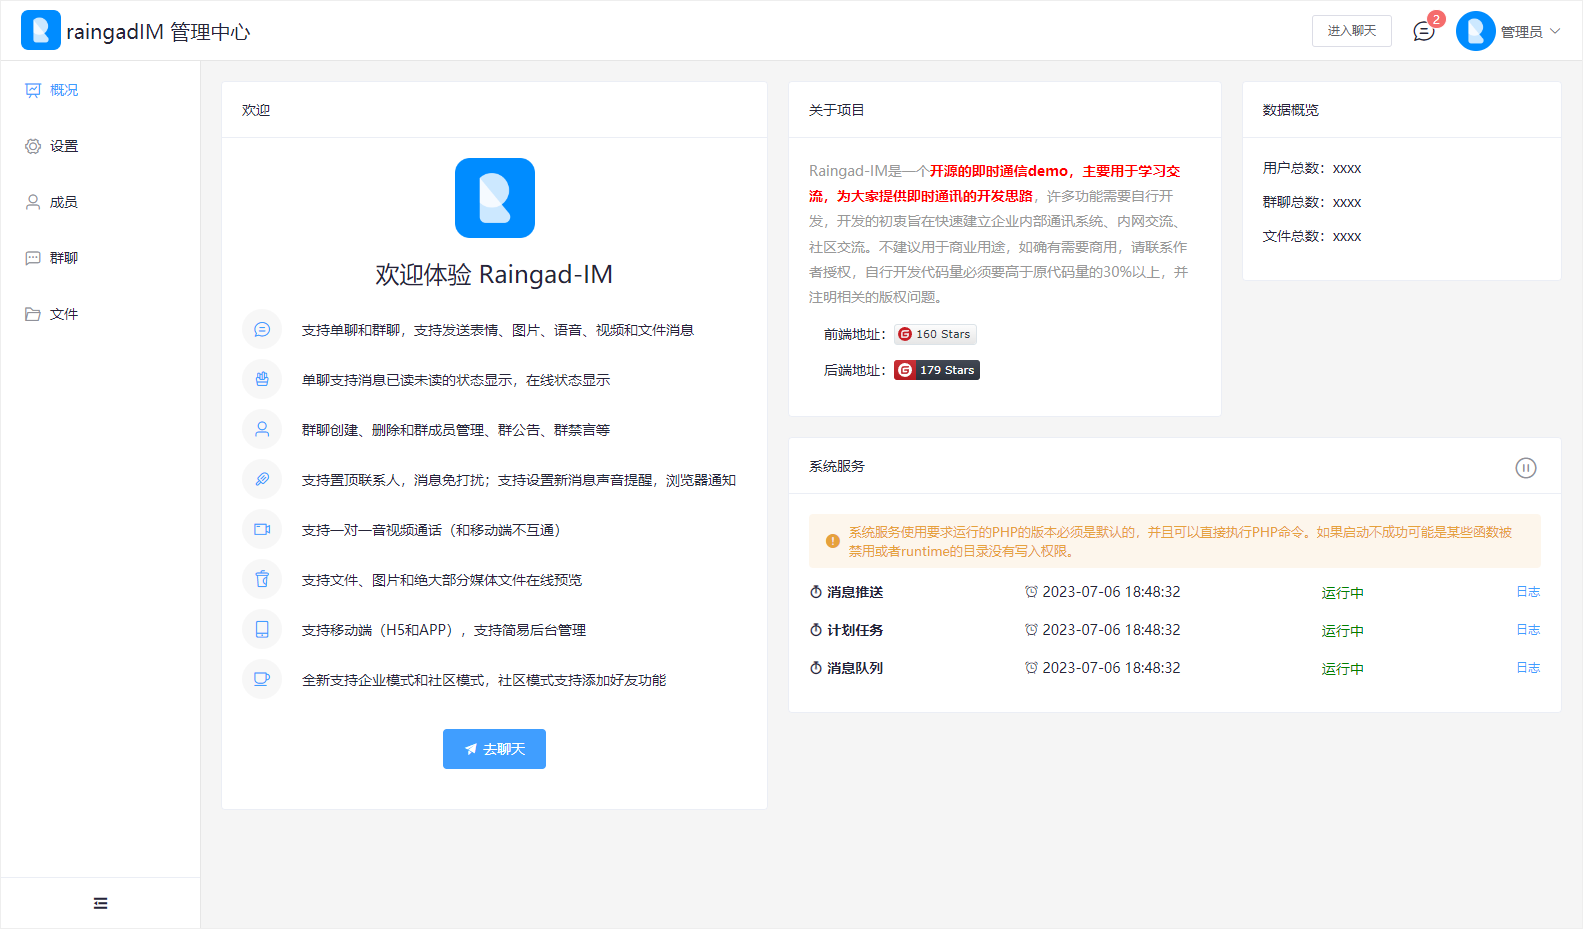 raingadIM 管理中心
进入聊天
2
管理员
概况
设置
成员
群聊
文件
欢迎
欢迎体验 Raingad-IM
支持单聊和群聊，支持发送表情、图片、语音、视频和文件消息
单聊支持消息已读未读的状态显示，在线状态显示
群聊创建、删除和群成员管理、群公告、群禁言等
支持置顶联系人，消息免打扰；支持设置新消息声音提醒，浏览器通知
支持一对一音视频通话（和移动端不互通）
支持文件、图片和绝大部分媒体文件在线预览
支持移动端（H5和APP），支持简易后台管理
全新支持企业模式和社区模式，社区模式支持添加好友功能
去聊天
关于项目
Raingad-IM是一个开源的即时通信demo，主要用于学习交
流，为大家提供即时通讯的开发思路，许多功能需要自行开
发，开发的初衷旨在快速建立企业内部通讯系统、内网交流、
社区交流。不建议用于商业用途，如确有需要商用，请联系作
者授权，自行开发代码量必须要高于原代码量的30%以上，并
注明相关的版权问题。
前端地址： G 160 Stars
后端地址： G 179 Stars
数据概览
用户总数：xxxx
群聊总数：xxxx
文件总数：xxxx
系统服务
系统服务使用要求运行的PHP的版本必须是默认的，并且可以直接执行PHP命令。如果启动不成功可能是某些函数被
禁用或者runtime的目录没有写入权限。
消息推送 2023-07-06 18:48:32 运行中 日志
计划任务 2023-07-06 18:48:32 运行中 日志
消息队列 2023-07-06 18:48:32 运行中 日志